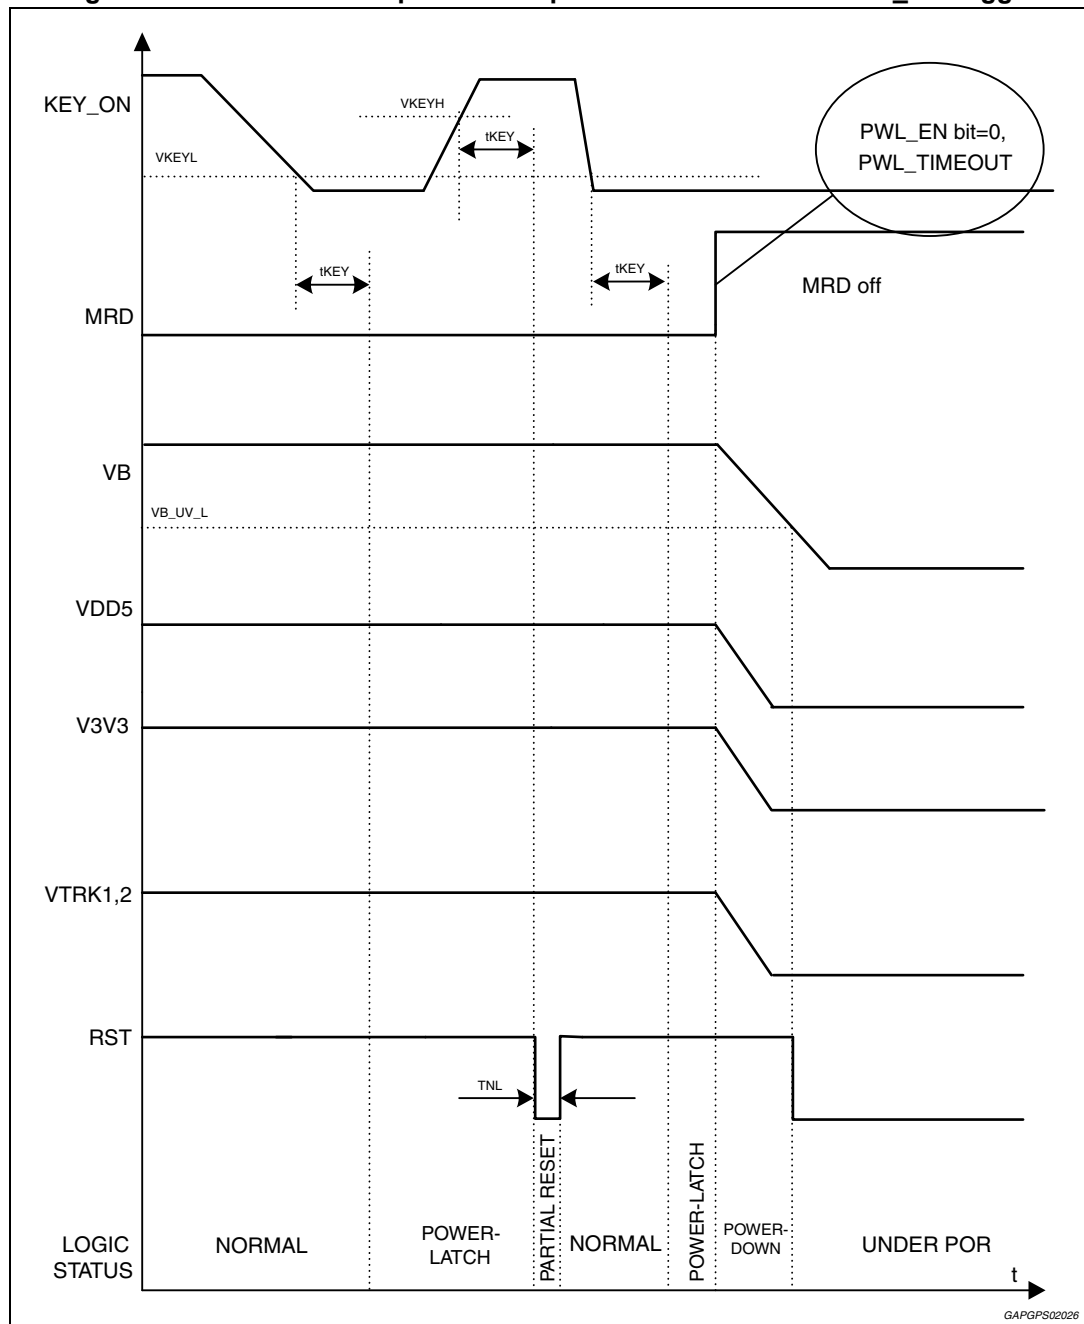 KEY_ON
VKEYH
tKEY
VKEYL
PWL_EN bit=0,
PWL_TIMEOUT
tKEY
tKEY
MRD off
MRD
VB
VB_UV_L
VDD5
V3V3
VTRK1,2
RST
TNL
LOGIC
STATUS
NORMAL
POWER-
LATCH
PARTIAL RESET
NORMAL
POWER-LATCH
POWER-
DOWN
UNDER POR
t
GAPGPS02026